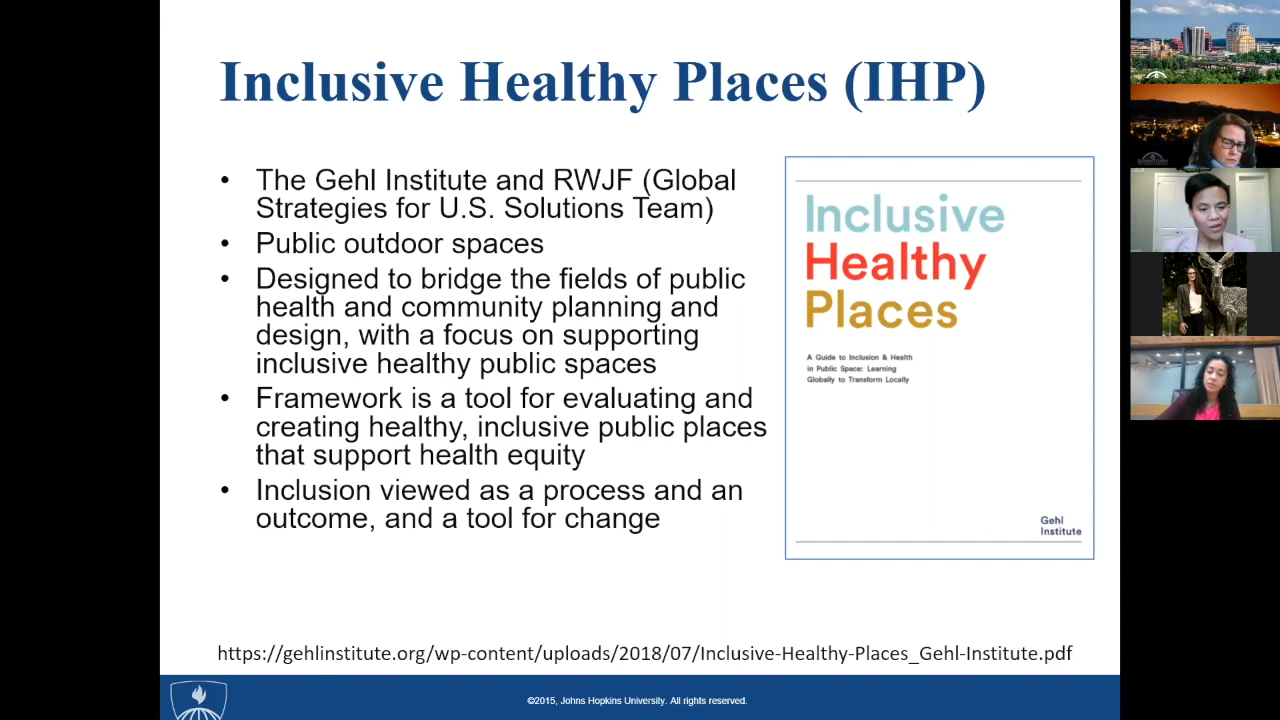 Inclusive Healthy Places (IHP)
• The Gehl Institute and RWJF (Global
Strategies for U.S. Solutions Team)
• Public outdoor spaces
• Designed to bridge the fields of public
health and community planning and
design, with a focus on supporting
inclusive healthy public spaces
• Framework is a tool for evaluating and
creating healthy, inclusive public places
that support health equity
• Inclusion viewed as a process and an
outcome, and a tool for change
Inclusive
Healthy
Places
A Guide to Inclusion & Health
in Public Space: Learning
Globally to Transform Locally
Gehl
Institute
https://gehlinstitute.org/wp-content/uploads/2018/07/Inclusive-Healthy-Places_Gehl-Institute.pdf
©2015, Johns Hopkins University. All rights reserved.